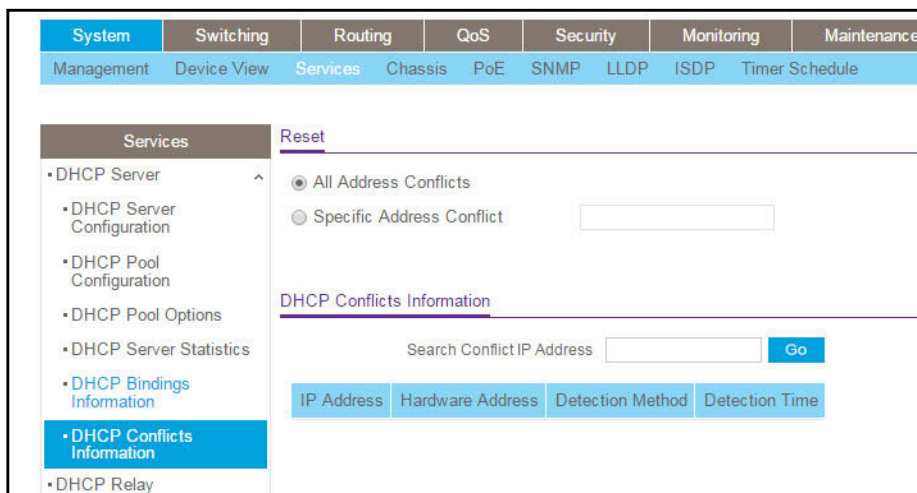 System Switching Routing QoS Security Monitoring Maintenance
Management Device View Services Chassis PoE SNMP LLDP ISDP Timer Schedule
Services
• DHCP Server
• DHCP Server
Configuration
• DHCP Pool
Configuration
• DHCP Pool Options
• DHCP Server Statistics
• DHCP Bindings
Information
• DHCP Conflicts
Information
• DHCP Relay
Reset
All Address Conflicts
Specific Address Conflict
DHCP Conflicts Information
Search Conflict IP Address Go
IP Address Hardware Address Detection Method Detection Time